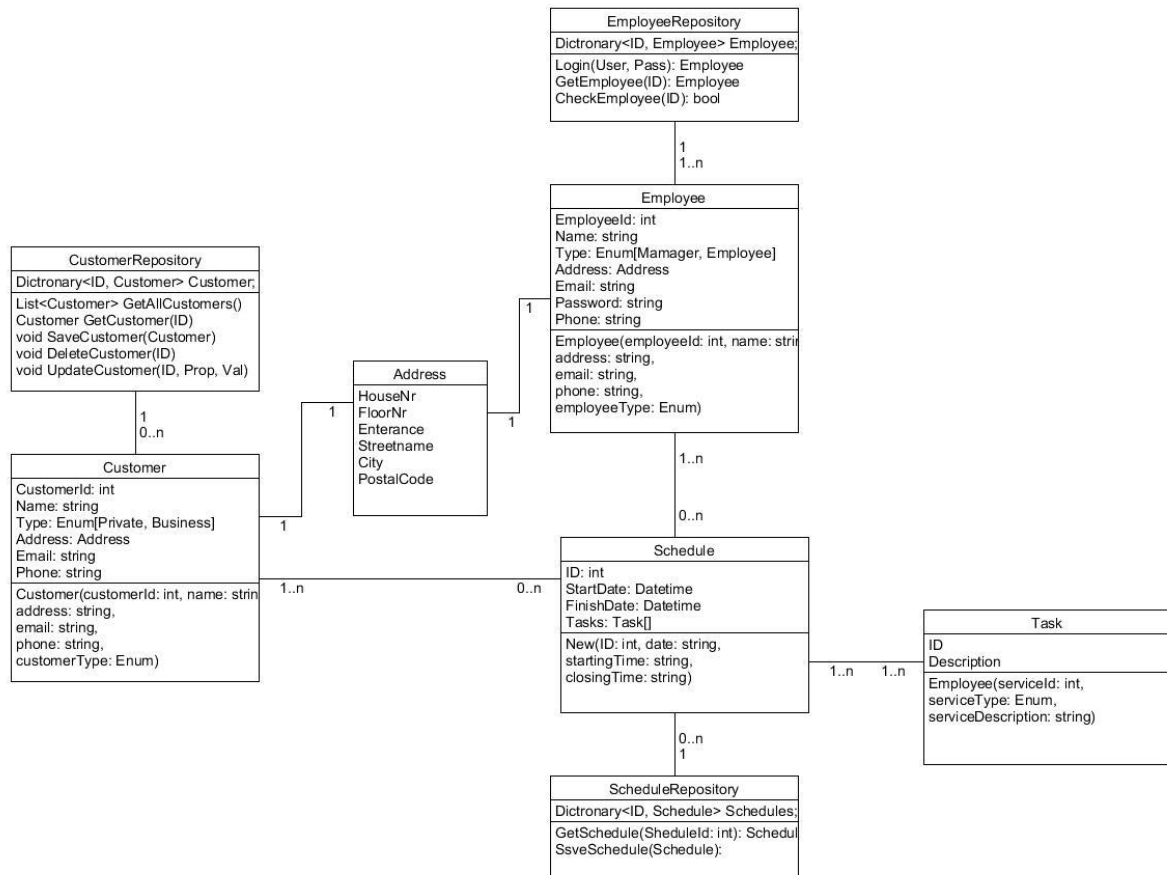 EmployeeRepository
Dictronary<ID, Employee> Employee;
Login(User, Pass): Employee
GetEmployee(ID): Employee
CheckEmployee(ID): bool
1
1..n
Employee
EmployeeId: int
Name: string
Type: Enum[Mamager, Employee]
Address: Address
Email: string
Password: string
Phone: string
Employee(employeeId: int, name: strin
address: string,
email: string,
phone: string,
employeeType: Enum)
CustomerRepository
Dictronary<ID, Customer> Customer;
List<Customer> GetAllCustomers()
Customer GetCustomer(ID)
void SaveCustomer(Customer)
void DeleteCustomer(ID)
void UpdateCustomer(ID, Prop, Val)
1
0..n
Address
HouseNr
FloorNr
Enterance
Streetname
City
PostalCode
1
1
1
1
Customer
CustomerId: int
Name: string
Type: Enum[Private, Business]
Address: Address
Email: string
Phone: string
Customer(customerId: int, name: strin
address: string,
email: string,
phone: string,
customerType: Enum)
1..n
0..n
1..n
0..n
Schedule
ID: int
StartDate: Datetime
FinishDate: Datetime
Tasks: Task[]
New(ID: int, date: string,
startingTime: string,
closingTime: string)
1..n
1..n
Task
ID
Description
Employee(serviceId: int,
serviceType: Enum,
serviceDescription: string)
0..n
1
ScheduleRepository
Dictronary<ID, Schedule> Schedules;
GetSchedule(SheduleId: int): Schedul
SsveSchedule(Schedule):